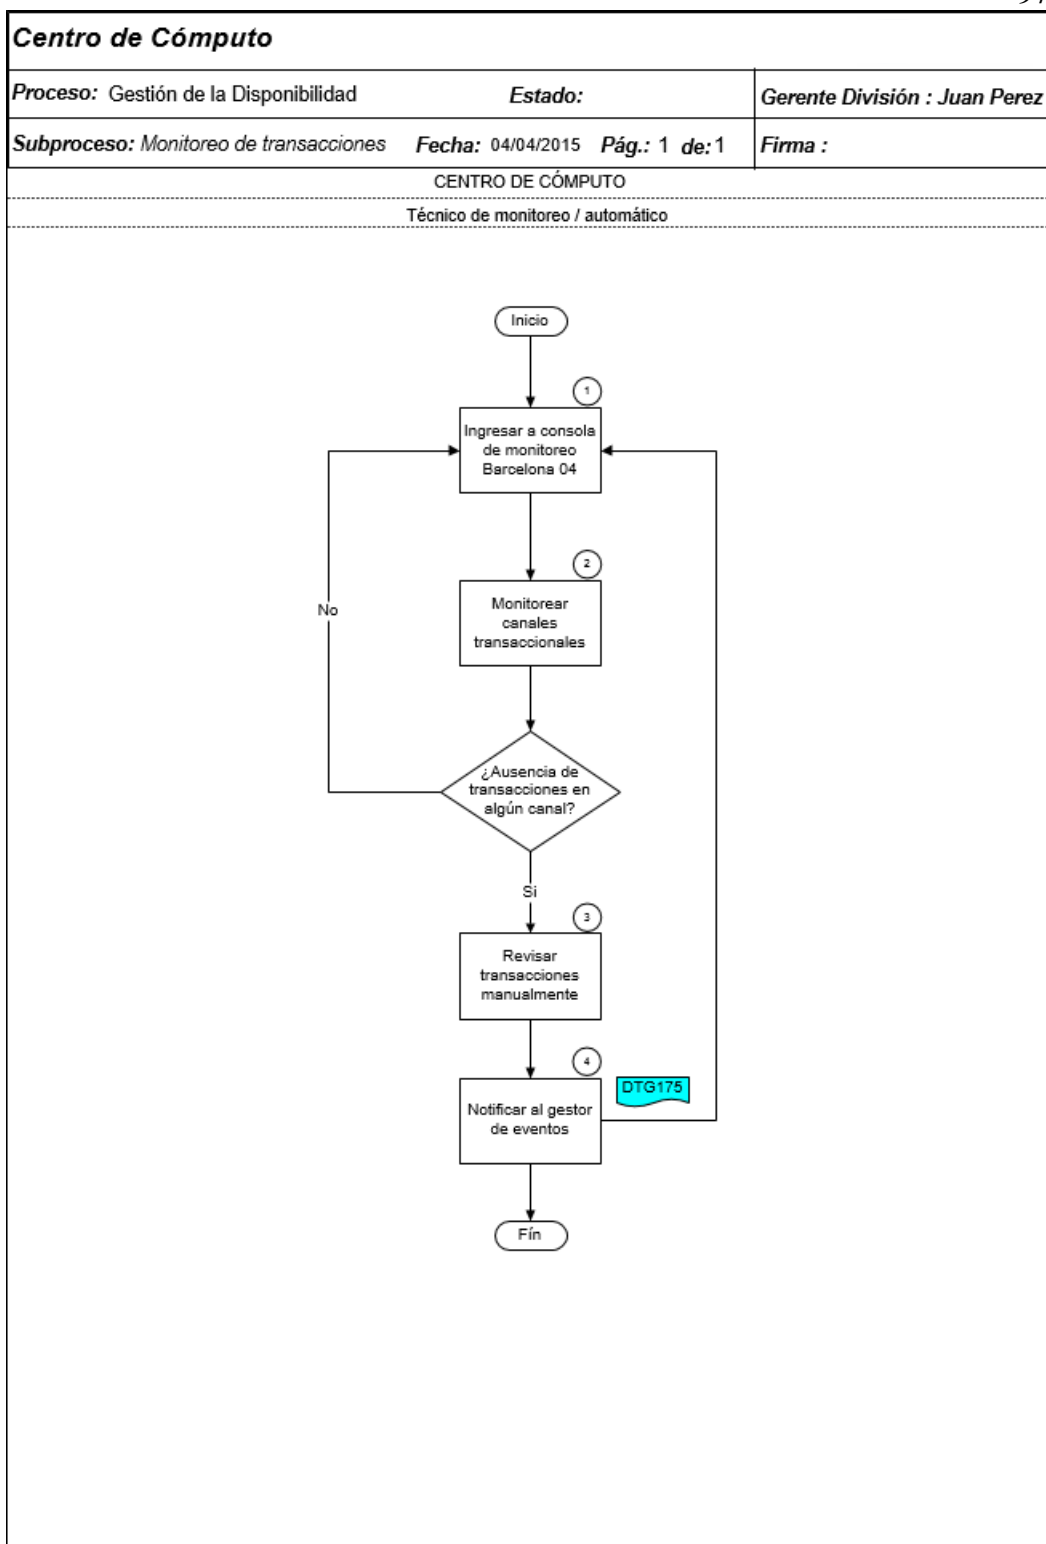 Centro de Cómputo
Proceso: Gestión de la Disponibilidad Estado: Gerente División : Juan Perez
Subproceso: Monitoreo de transacciones Fecha: 04/04/2015 Pág.: 1 de: 1 Firma :
CENTRO DE CÓMPUTO
Técnico de monitoreo / automático
Inicio
1
Ingresar a consola
de monitoreo
Barcelona 04
2
Monitorear
canales
transaccionales
No
¿Ausencia de
transacciones en
algún canal?
Si
3
Revisar
transacciones
manualmente
4
Notificar al gestor
de eventos
DTG175
Fín